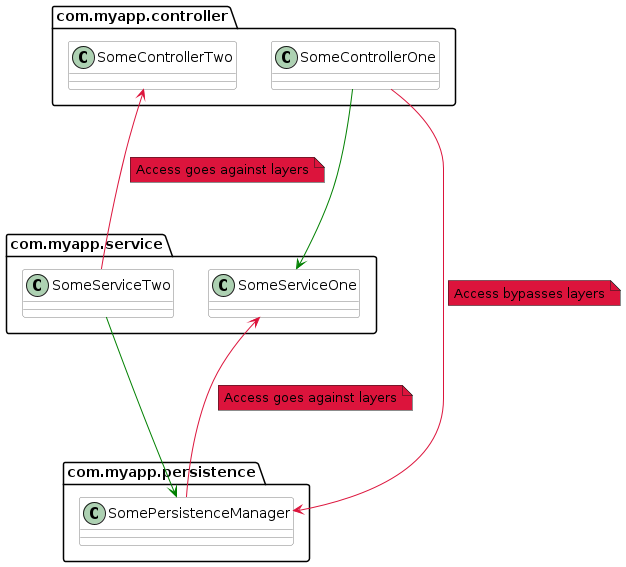 com.myapp.controller
C SomeControllerTwo
C SomeControllerOne
Access goes against layers
com.myapp.service
C SomeServiceTwo
C SomeServiceOne
Access bypasses layers
Access goes against layers
com.myapp.persistence
C SomePersistenceManager